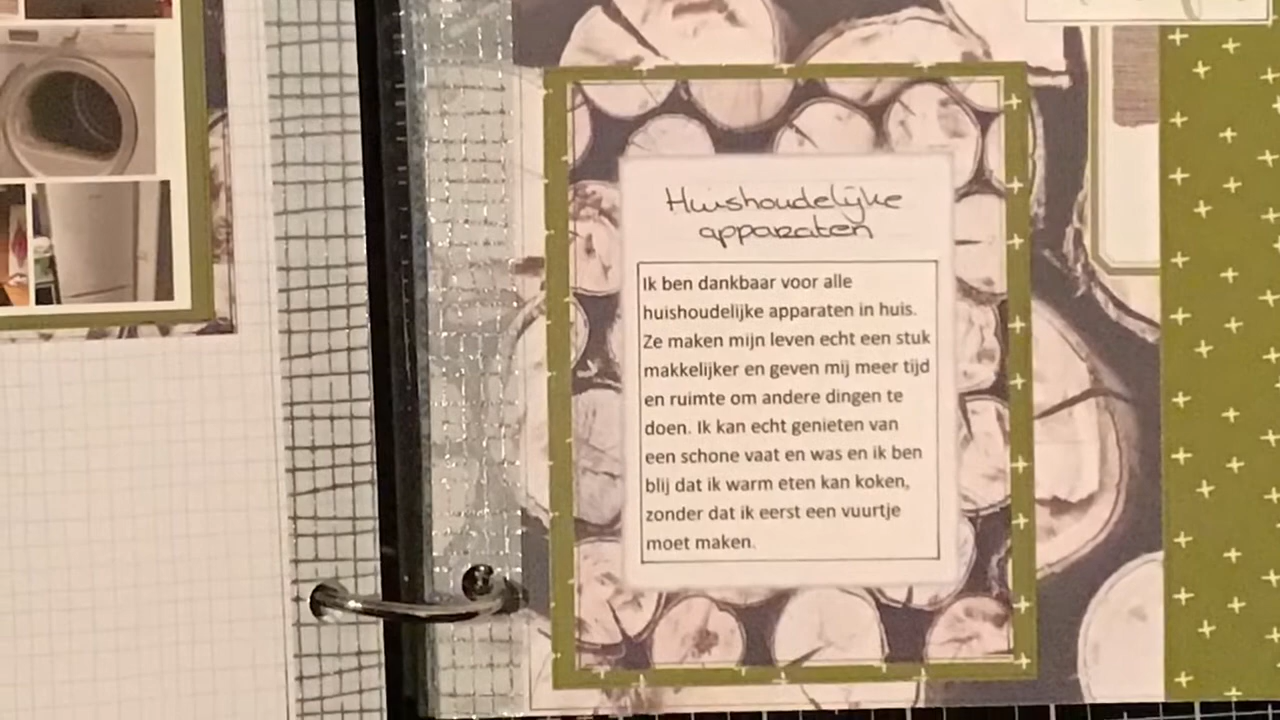 Huishoudelijke
apparaten
Ik ben dankbaar voor alle
huishoudelijke apparaten in huis.
Ze maken mijn leven echt een stuk
makkelijker en geven mij meer tijd
en ruimte om andere dingen te
doen. Ik kan echt genieten van
een schone vaat en was en ik ben
blij dat ik warm eten kan koken,
zonder dat ik eerst een vuurtje
moet maken.